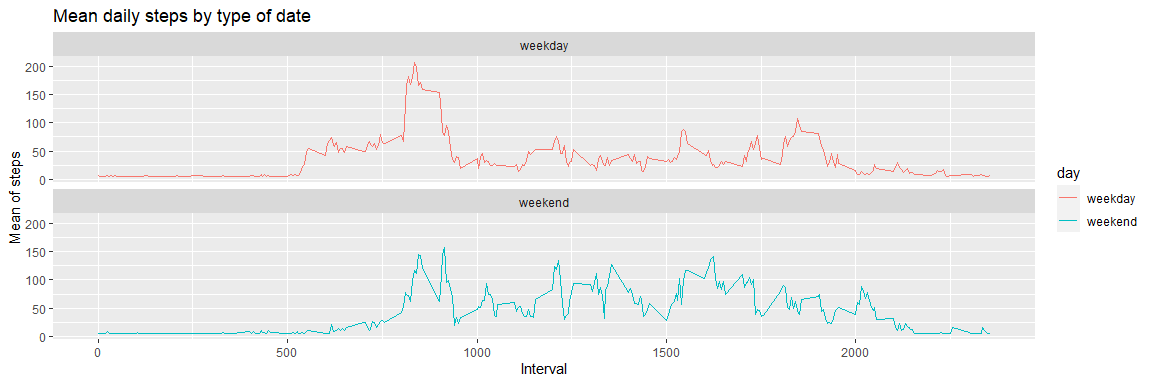 Mean daily steps by type of date
weekday
200
150
100
50
0
weekend
200
150
100
50
0
Mean of steps
0 500 1000 1500 2000
Interval
day
weekday
weekend